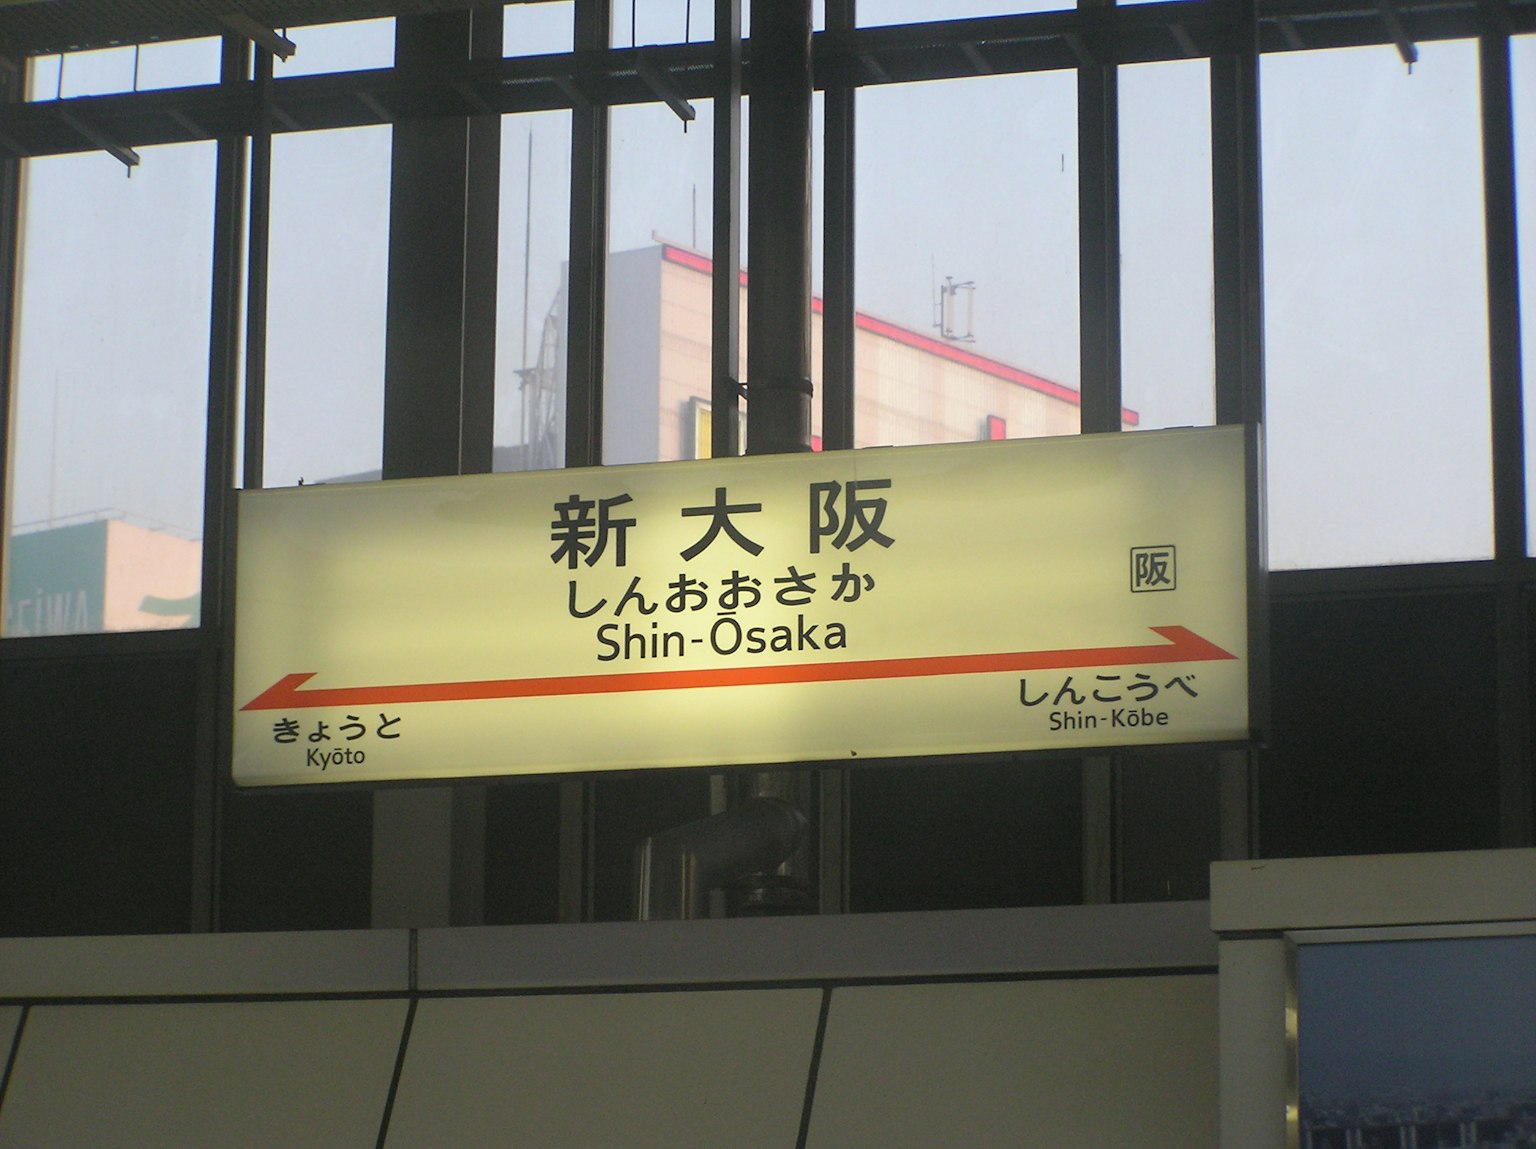 新大阪
しんおおさか
Shin-Ōsaka
阪
きょうと
Kyōto
しんこうべ
Shin-Kōbe